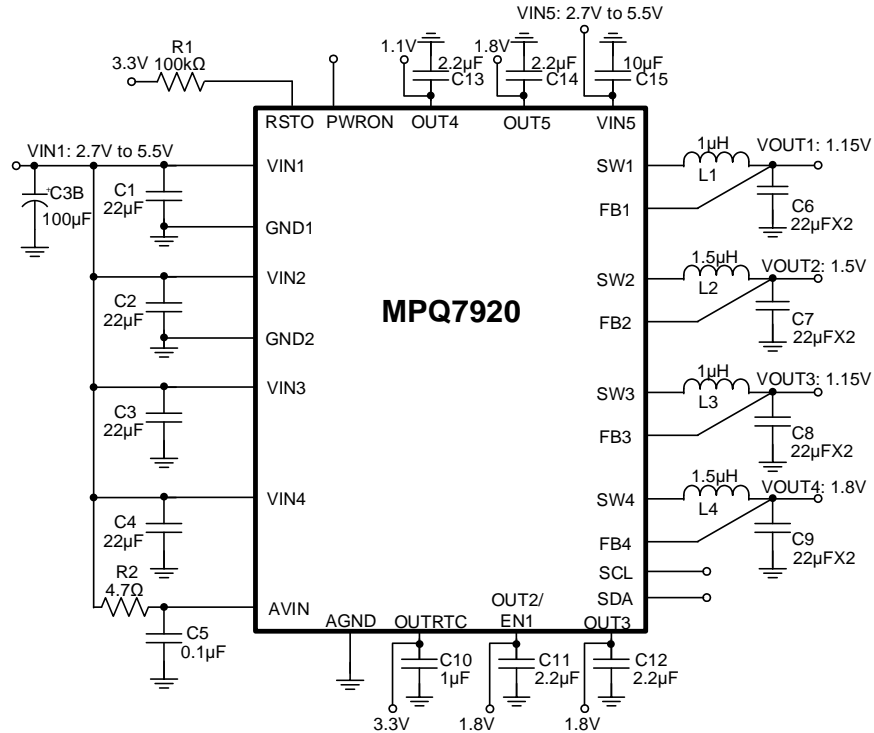 VIN5: 2.7V to 5.5V
R1
3.3V
100kΩ
1.1V
2.2µF
C13
1.8V
2.2µF
C14
10µF
C15
RSTO
PWRON
OUT4
OUT5
VIN5
VIN1: 2.7V to 5.5V
C3B
100µF
+
C1
22µF
VIN1
GND1
C2
22µF
VIN2
GND2
C3
22µF
VIN3
C4
22µF
VIN4
R2
4.7Ω
AVIN
C5
0.1µF
MPQ7920
SW1
1µH
L1
VOUT1: 1.15V
FB1
C6
22µFX2
SW2
1.5µH
L2
VOUT2: 1.5V
FB2
C7
22µFX2
SW3
1µH
L3
VOUT3: 1.15V
FB3
C8
22µFX2
SW4
1.5µH
L4
VOUT4: 1.8V
FB4
C9
22µFX2
SCL
SDA
AGND
OUTRTC
OUT2/
EN1
OUT3
C10
1µF
3.3V
C11
2.2µF
1.8V
C12
2.2µF
1.8V